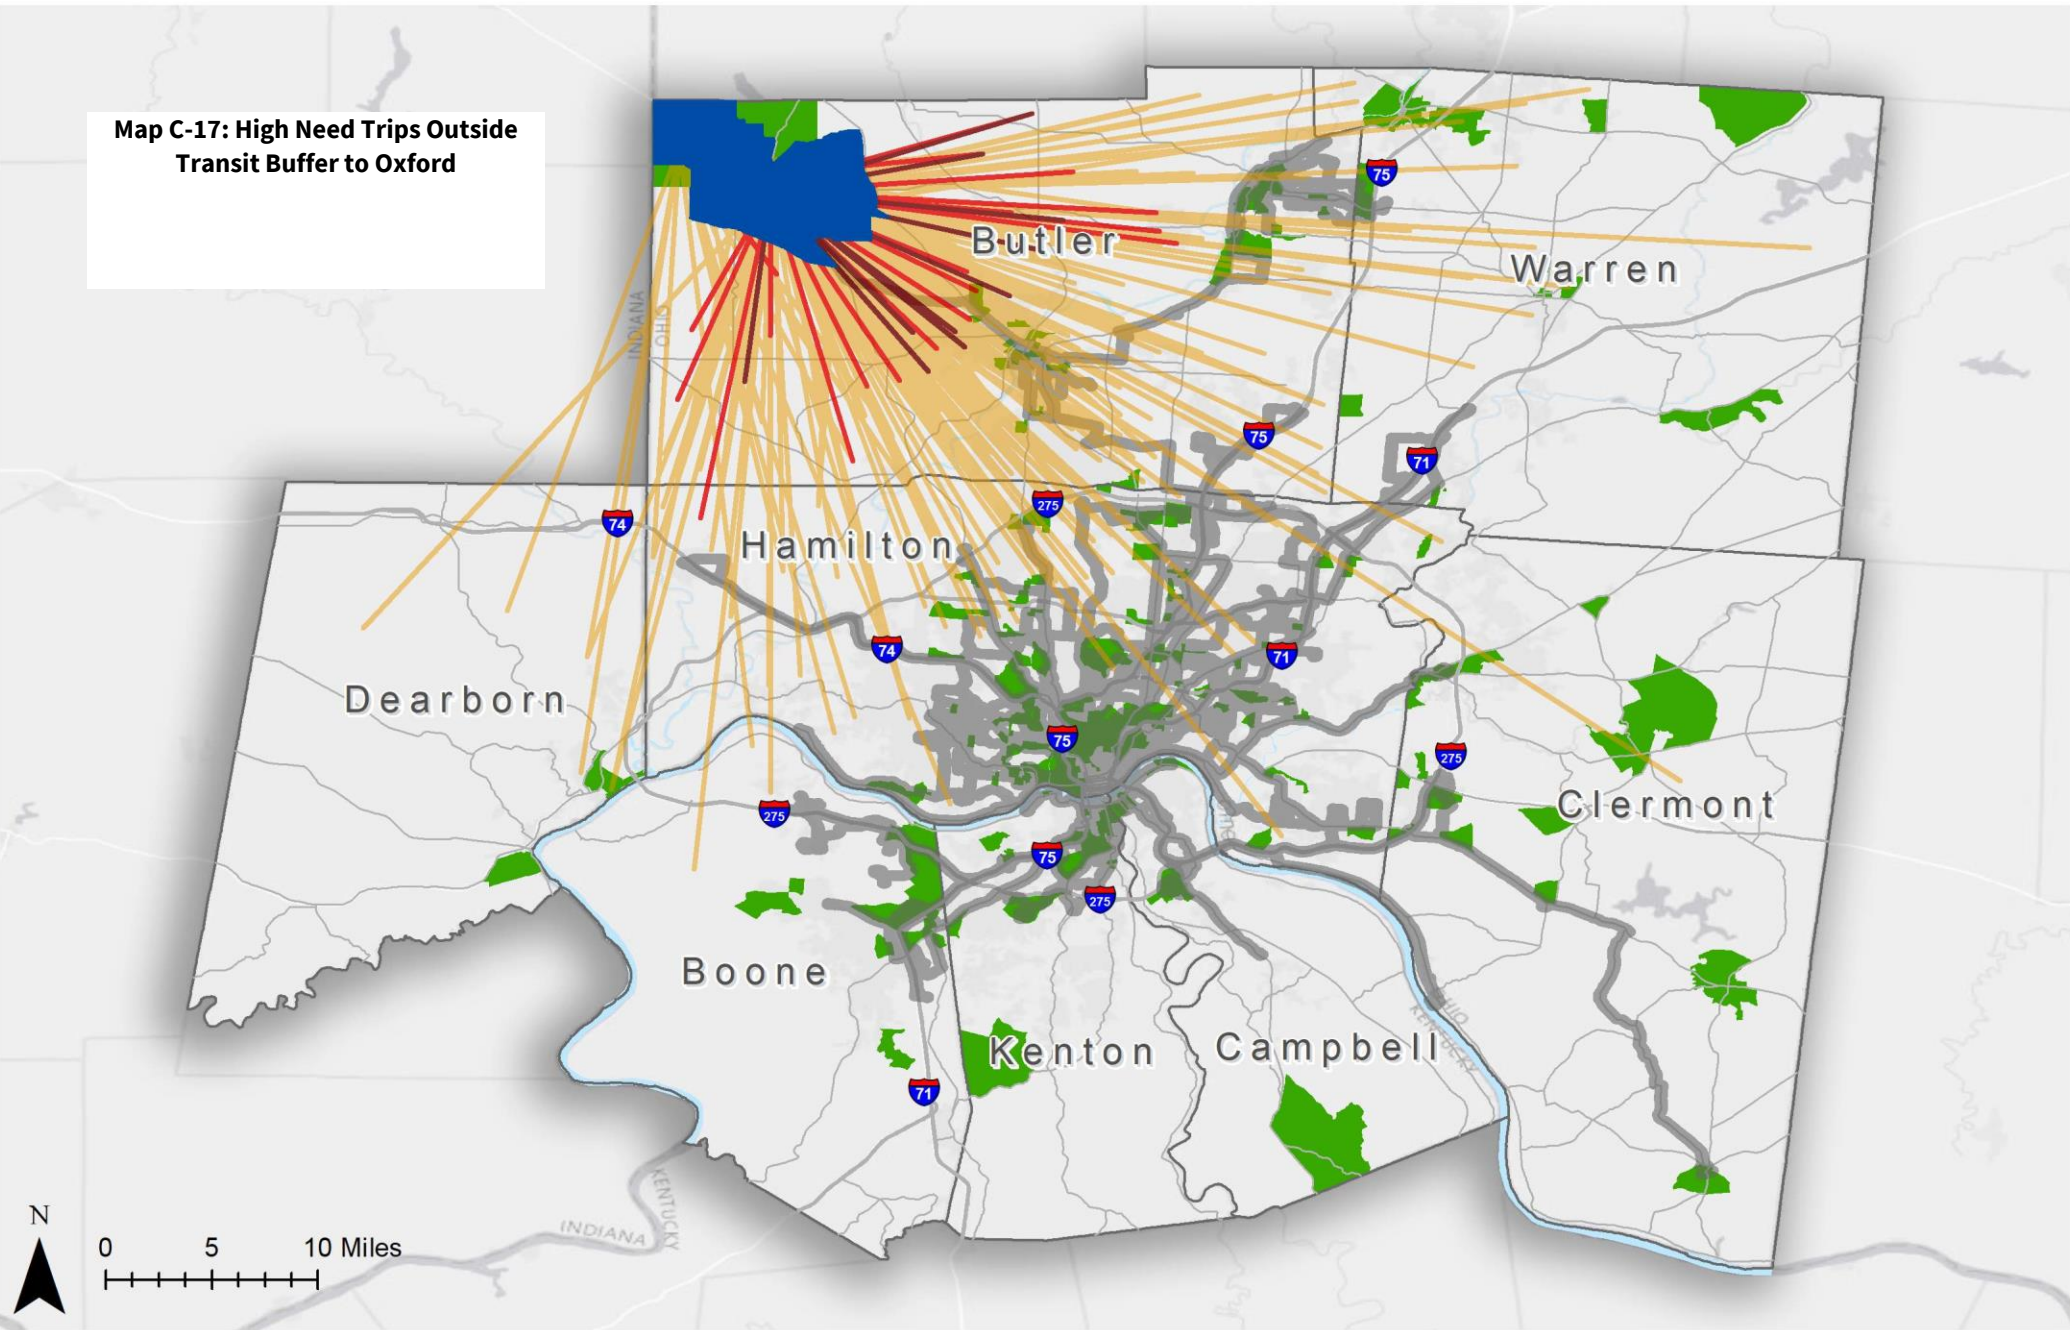 Map C-17: High Need Trips Outside
Transit Buffer to Oxford
75
Butler
Warren
INDIANA
OHIO
75
71
275
74
Hamilton
74
71
Dearborn
75
275
275
Clermont
75
275
Boone
OHIO
KENTUCKY
Kenton
Campbell
71
KENTUCKY
INDIANA
N
0 5 10 Miles